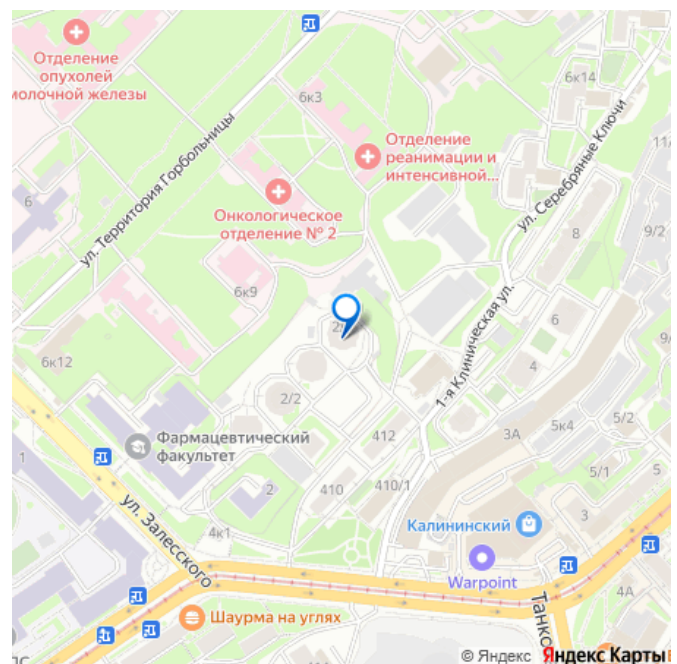 Отделение
опухолей
молочной железы
6к3
6к14
ул. Серебряные Ключи
11/
Отделение
реанимации и
интенсивной...
ул. Территория Горбольницы
6
Онкологическое
отделение № 2
8
9/2
6к9
1-я Клиническая ул.
6
9/
6к12
2/2
4
412
3А
5к4
5/2
Фармацевтический
факультет
1
2
410
410/1
5/1
5
ул. Залесского
4к1
Калининский
3
Warpoint
4А
Шаурма на углях
Танко
© Яндекс Яндекс Карты